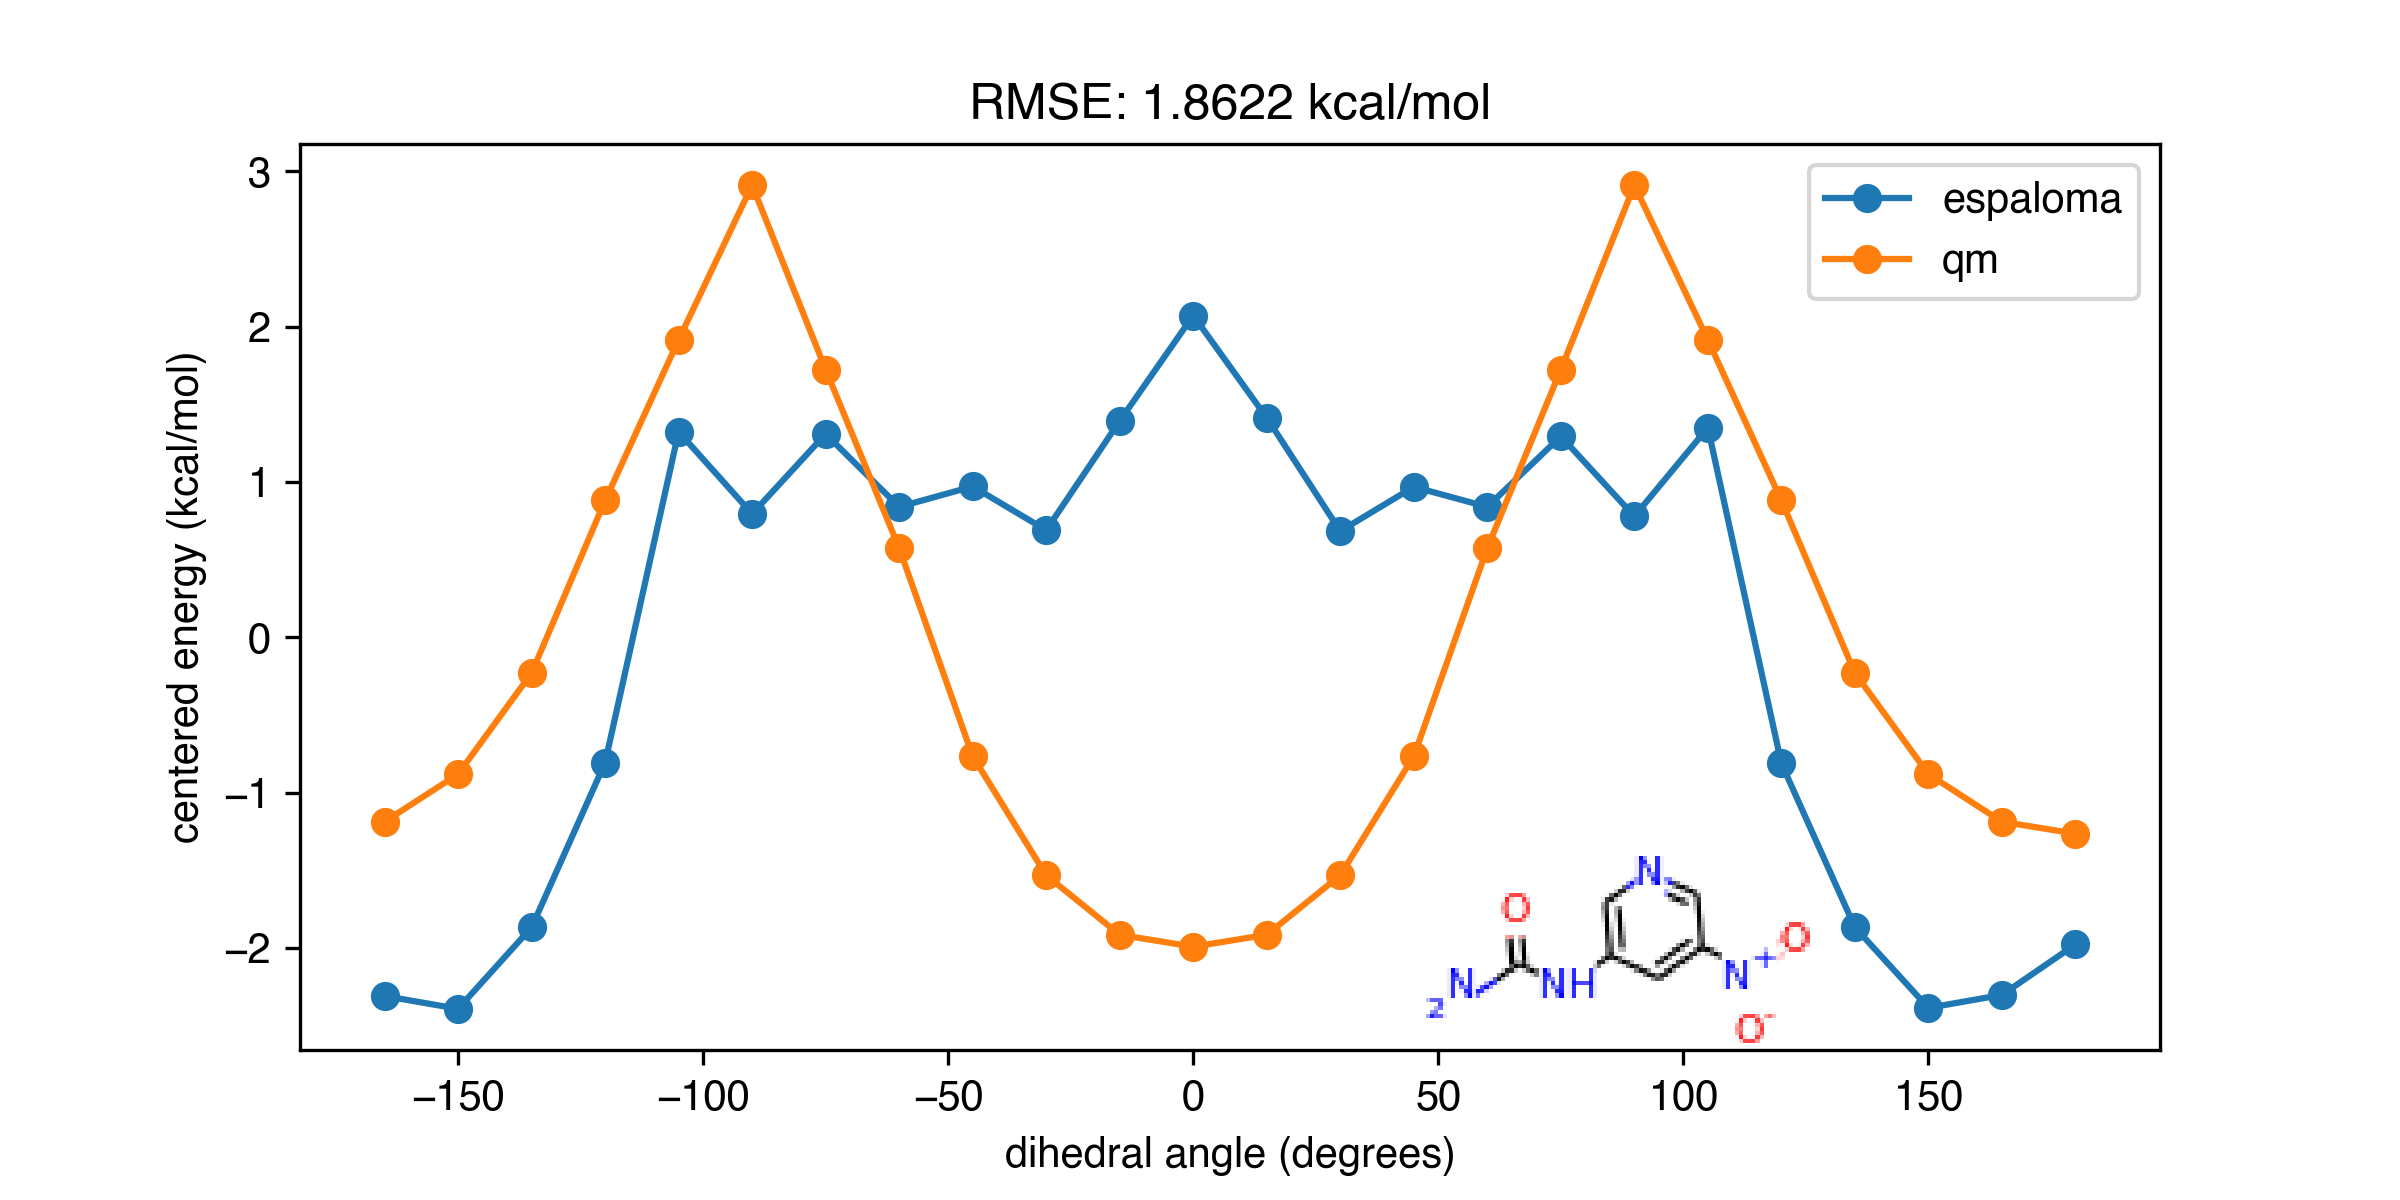 RMSE: 1.8622 kcal/mol
espaloma
qm
centered energy (kcal/mol)
3
2
1
0
−1
−2
O
N
N
NH
2
N+
O
O-
−150
−100
−50
0
50
100
150
dihedral angle (degrees)